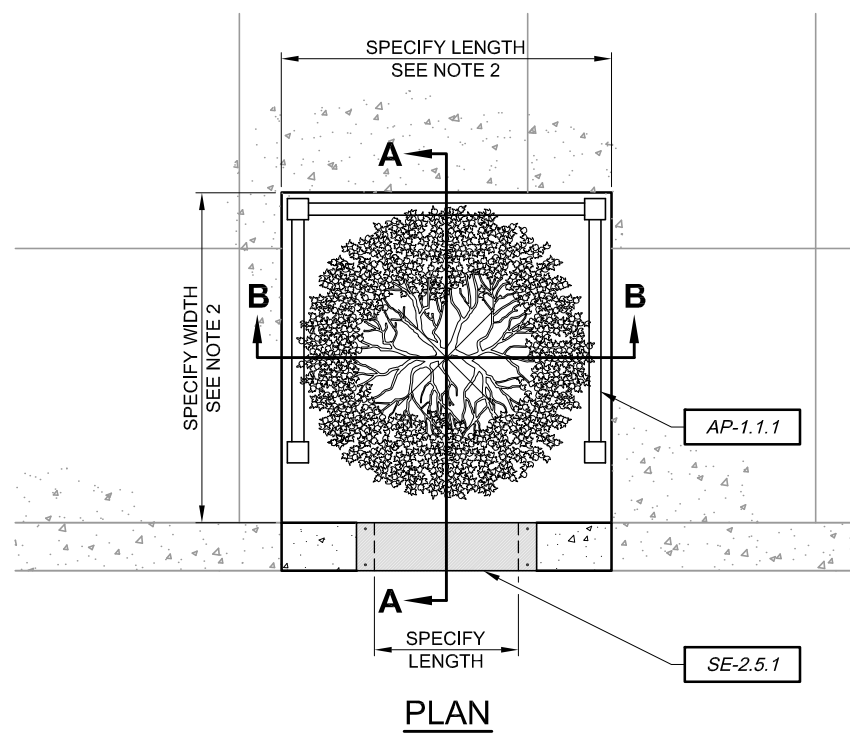 SPECIFY LENGTH
SEE NOTE 2
A
SPECIFY WIDTH
SEE NOTE 2
B
B
AP-1.1.1
A
SPECIFY
LENGTH
SE-2.5.1
PLAN